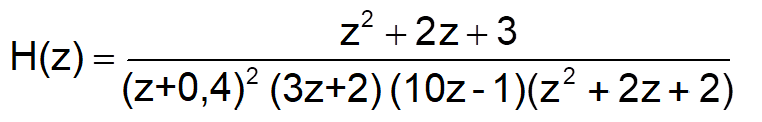 H(z) = (z² + 2z + 3) / ((z+0,4)² (3z+2) (10z - 1)(z² + 2z + 2))